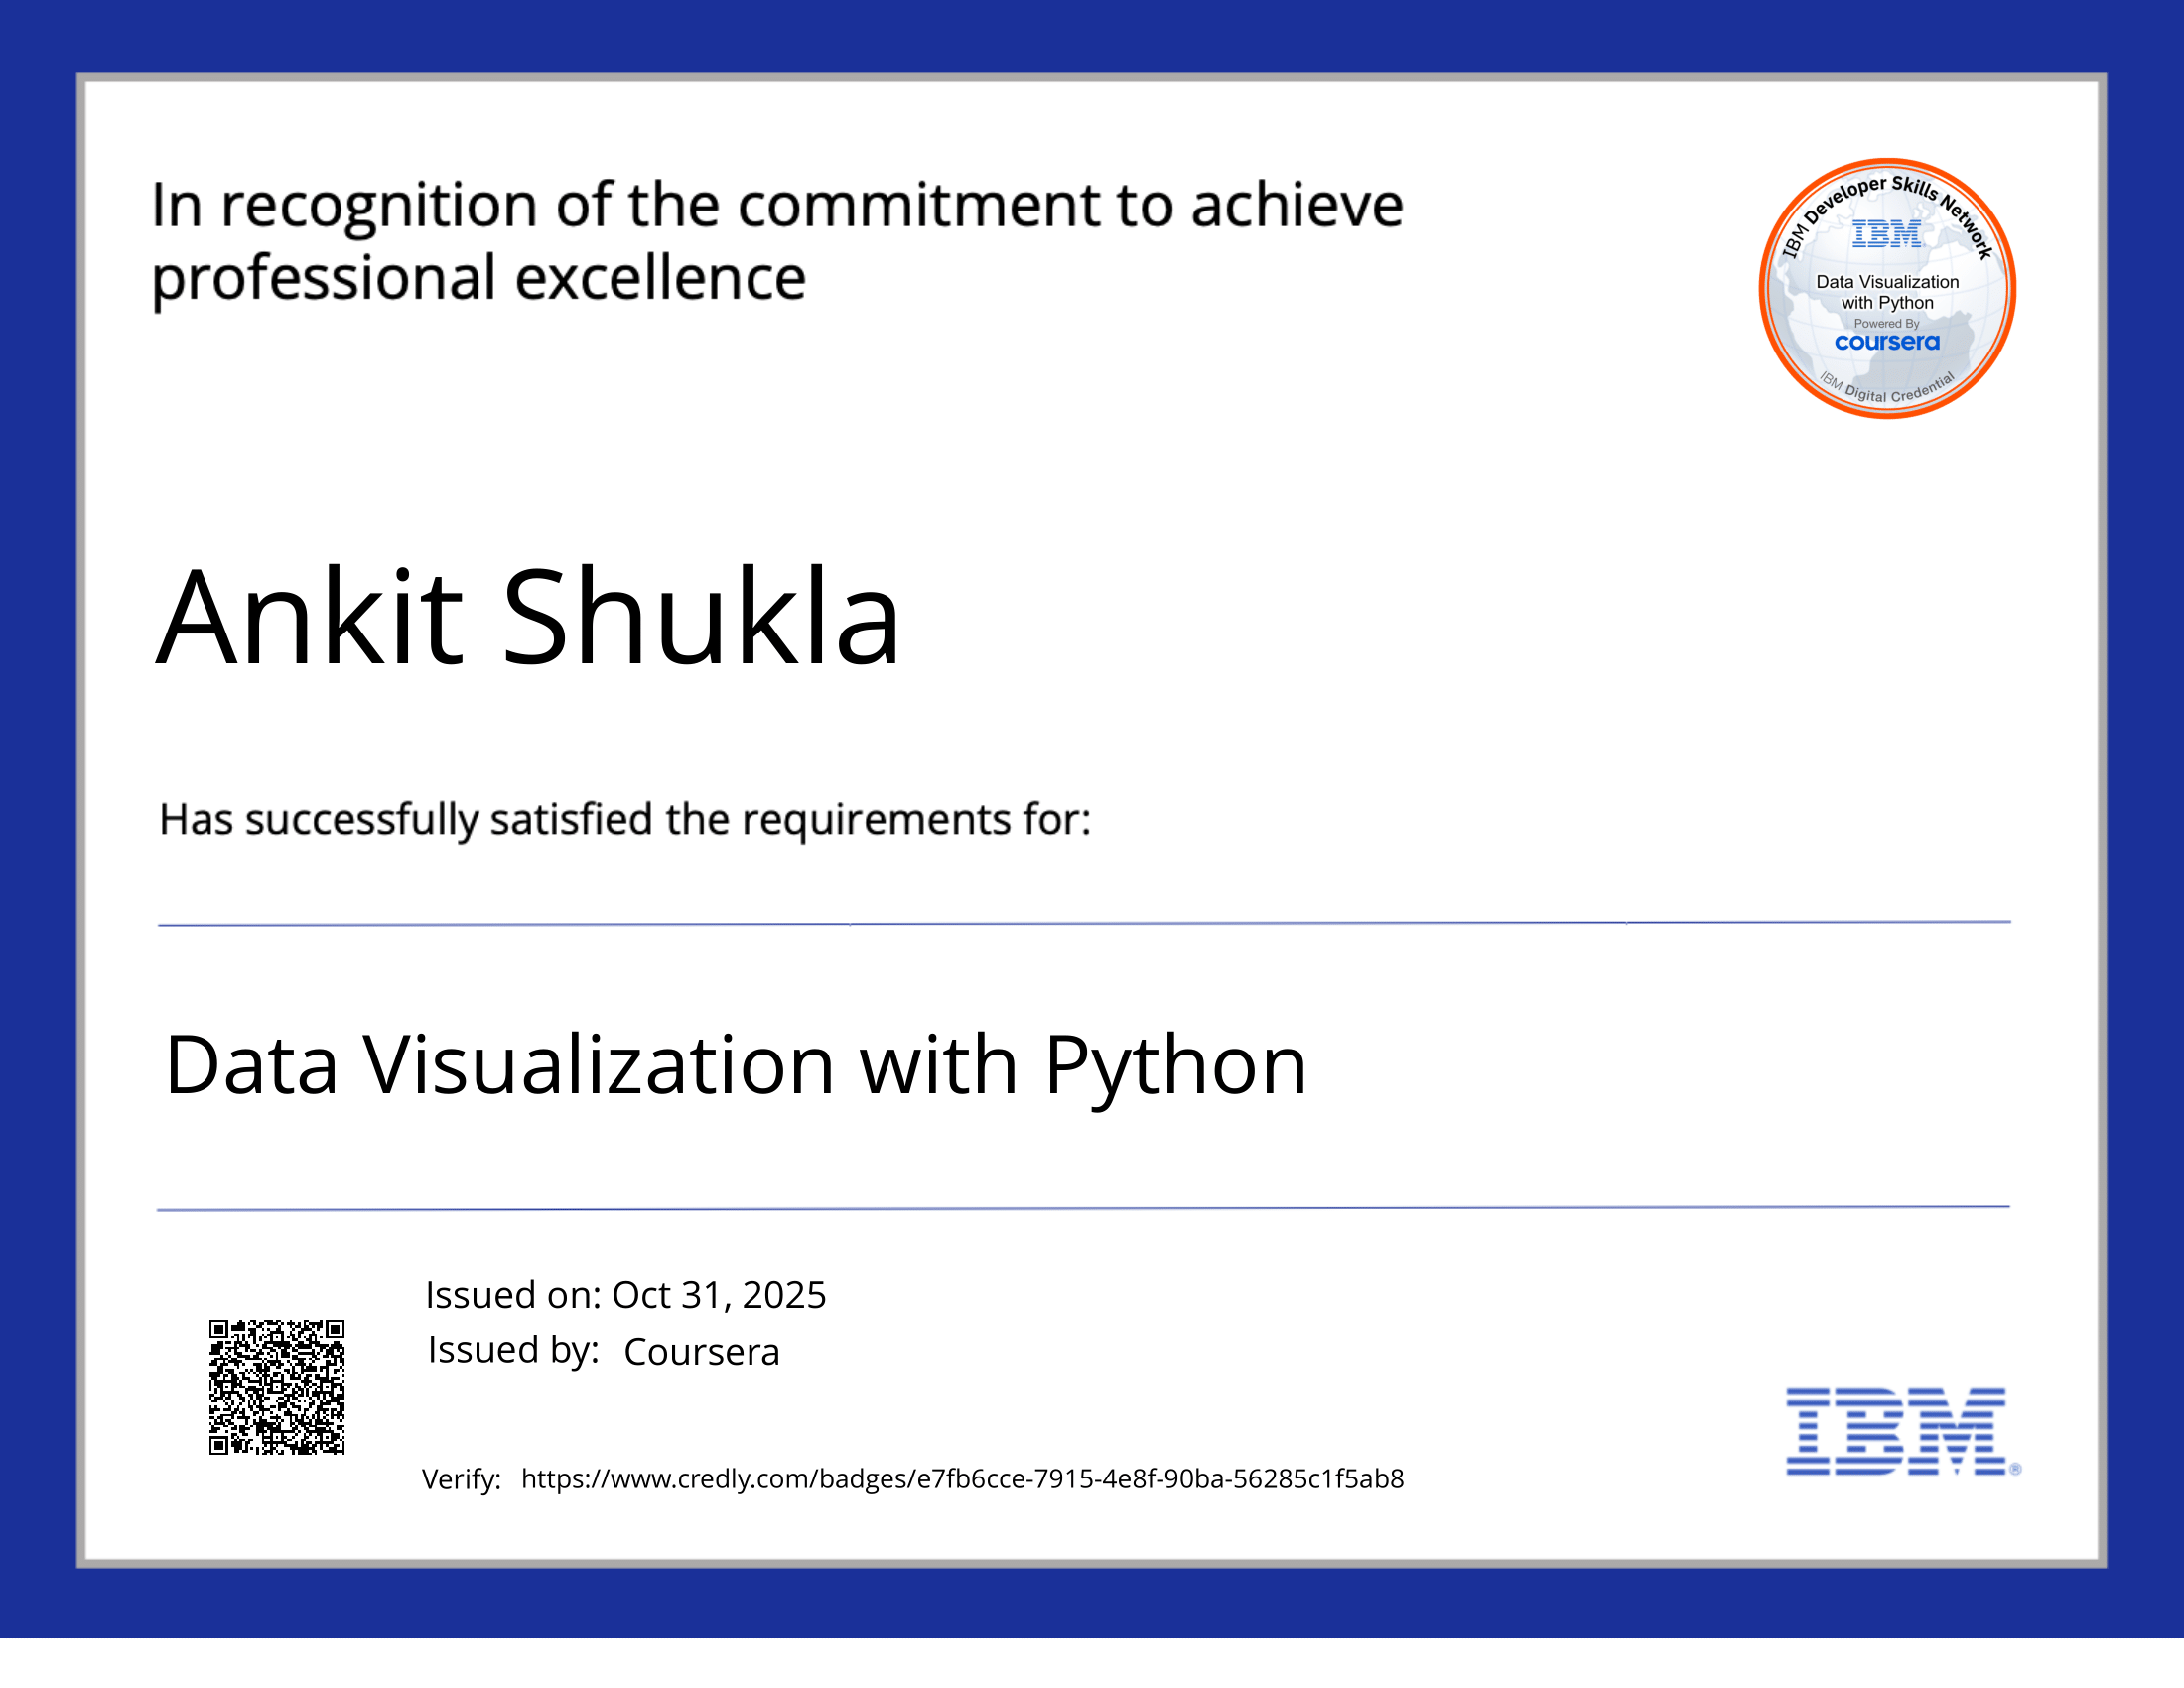 In recognition of the commitment to achieve
professional excellence
IBM Developer Skills Network
IBM
Data Visualization
with Python
Powered By
coursera
IBM Digital Credential
Ankit Shukla
Has successfully satisfied the requirements for:
Data Visualization with Python
Issued on: Oct 31, 2025
Issued by: Coursera
Verify: https://www.credly.com/badges/e7fb6cce-7915-4e8f-90ba-56285c1f5ab8
IBM®